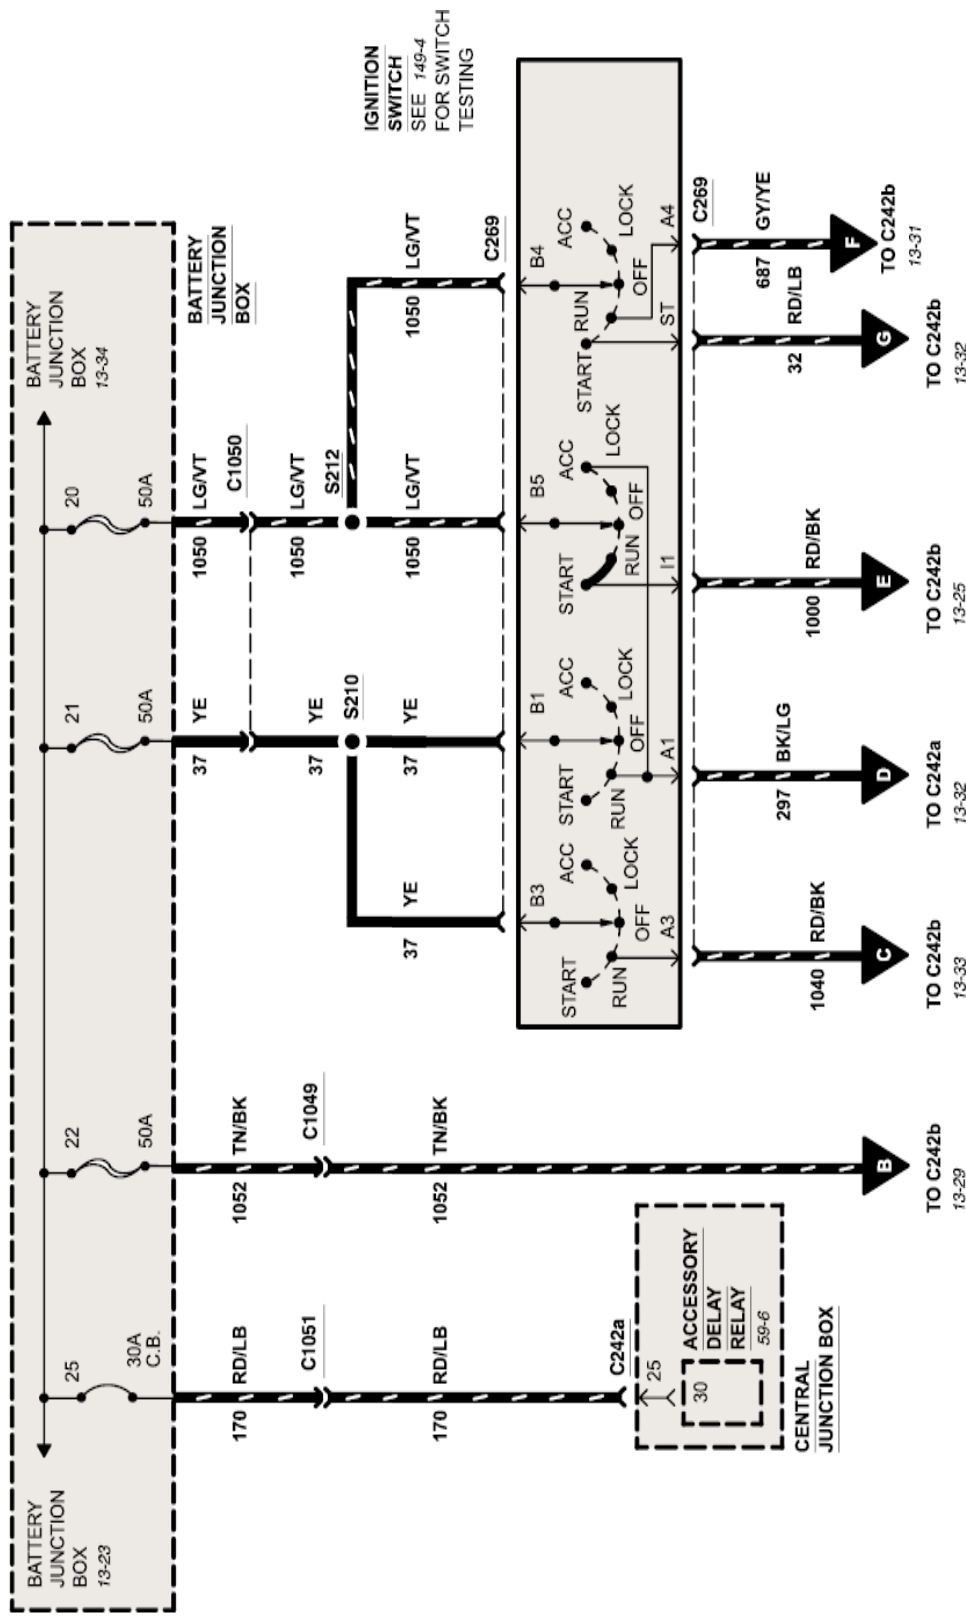 BATTERY
JUNCTION
BOX
13-23
BATTERY
JUNCTION
BOX
13-34
25
30A
C.B.
22
50A
21
50A
20
50A
BATTERY
JUNCTION
BOX
170
RD/LB
1052
TN/BK
37
YE
1050
LG/VT
C1051
C1049
C1050
37
YE
1050
LG/VT
S210
S212
170
RD/LB
1052
TN/BK
37
YE
37
YE
1050
LG/VT
1050
LG/VT
IGNITION
SWITCH
SEE 149-4
FOR SWITCH
TESTING
C269
B3
START
RUN
OFF
LOCK
ACC
A3
B1
START
RUN
OFF
LOCK
ACC
A1
B5
START
RUN
OFF
LOCK
ACC
I1
B4
START
RUN
OFF
LOCK
ACC
ST
A4
C269
C242a
25
30
ACCESSORY
DELAY
RELAY
59-6
CENTRAL
JUNCTION BOX
1040
RD/BK
297
BK/LG
1000
RD/BK
32
RD/LB
687
GY/YE
B
C
D
E
G
F
TO C242b
13-29
TO C242b
13-33
TO C242a
13-32
TO C242b
13-25
TO C242b
13-32
TO C242b
13-31